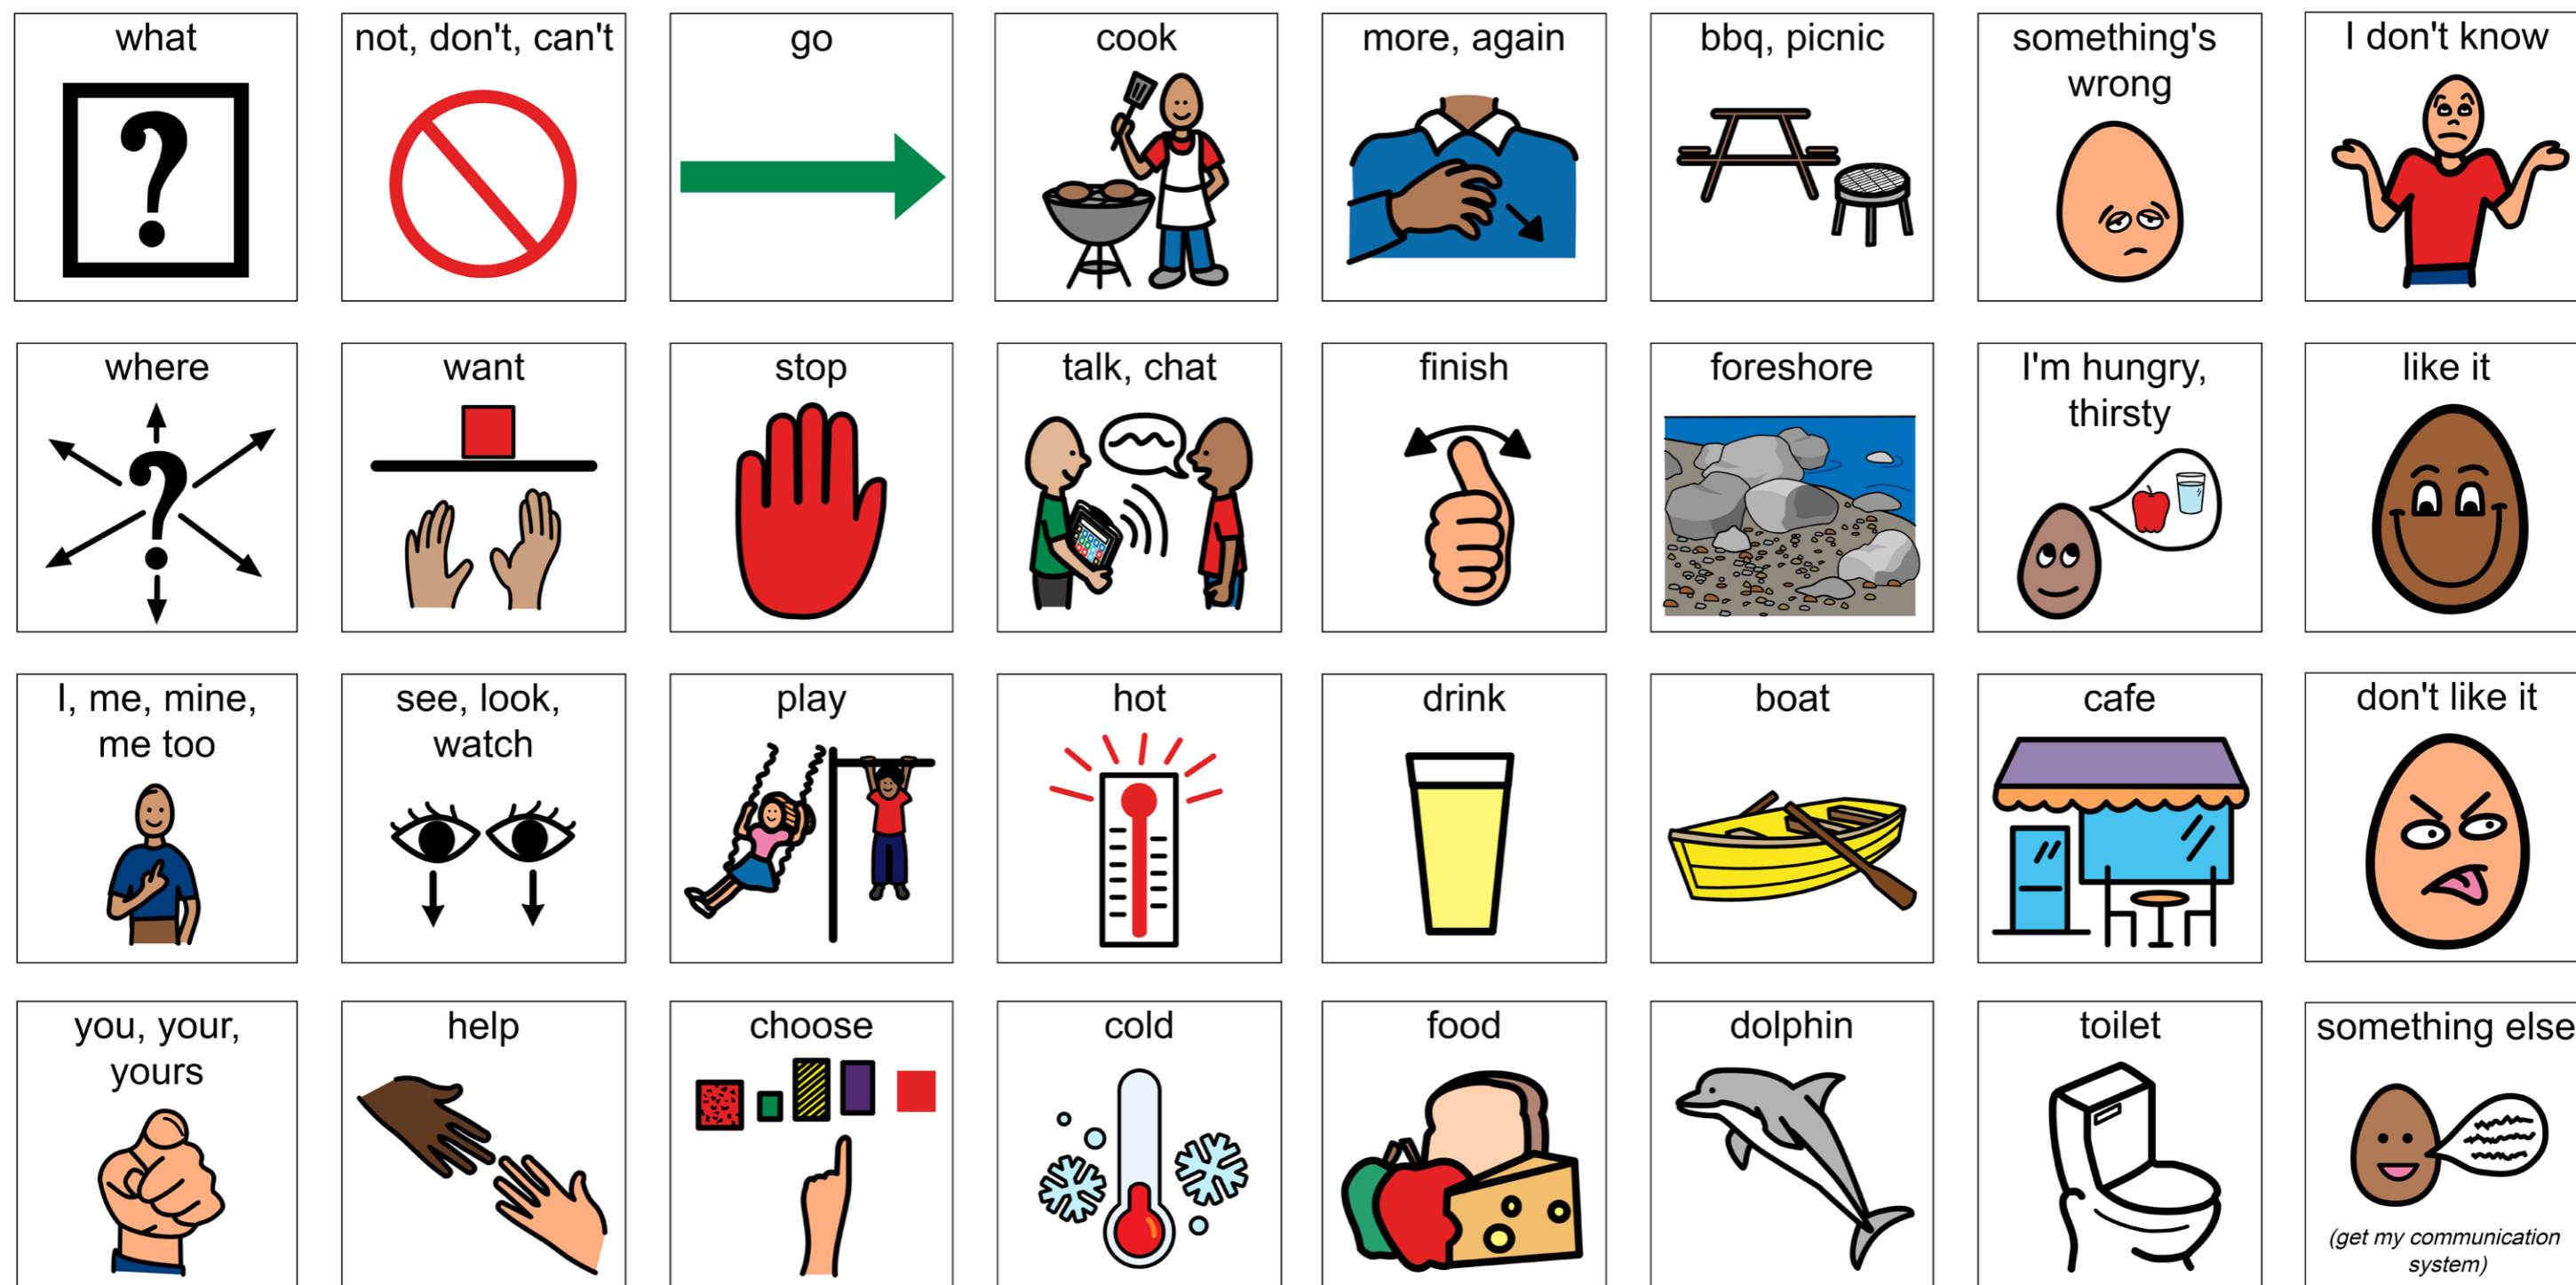 what
not, don't, can't
go
cook
more, again
bbq, picnic
something's
wrong
I don't know
where
want
stop
talk, chat
finish
foreshore
I'm hungry,
thirsty
like it
I, me, mine,
me too
see, look,
watch
play
hot
drink
boat
cafe
don't like it
you, your,
yours
help
choose
cold
food
dolphin
toilet
something else
(get my communication
system)